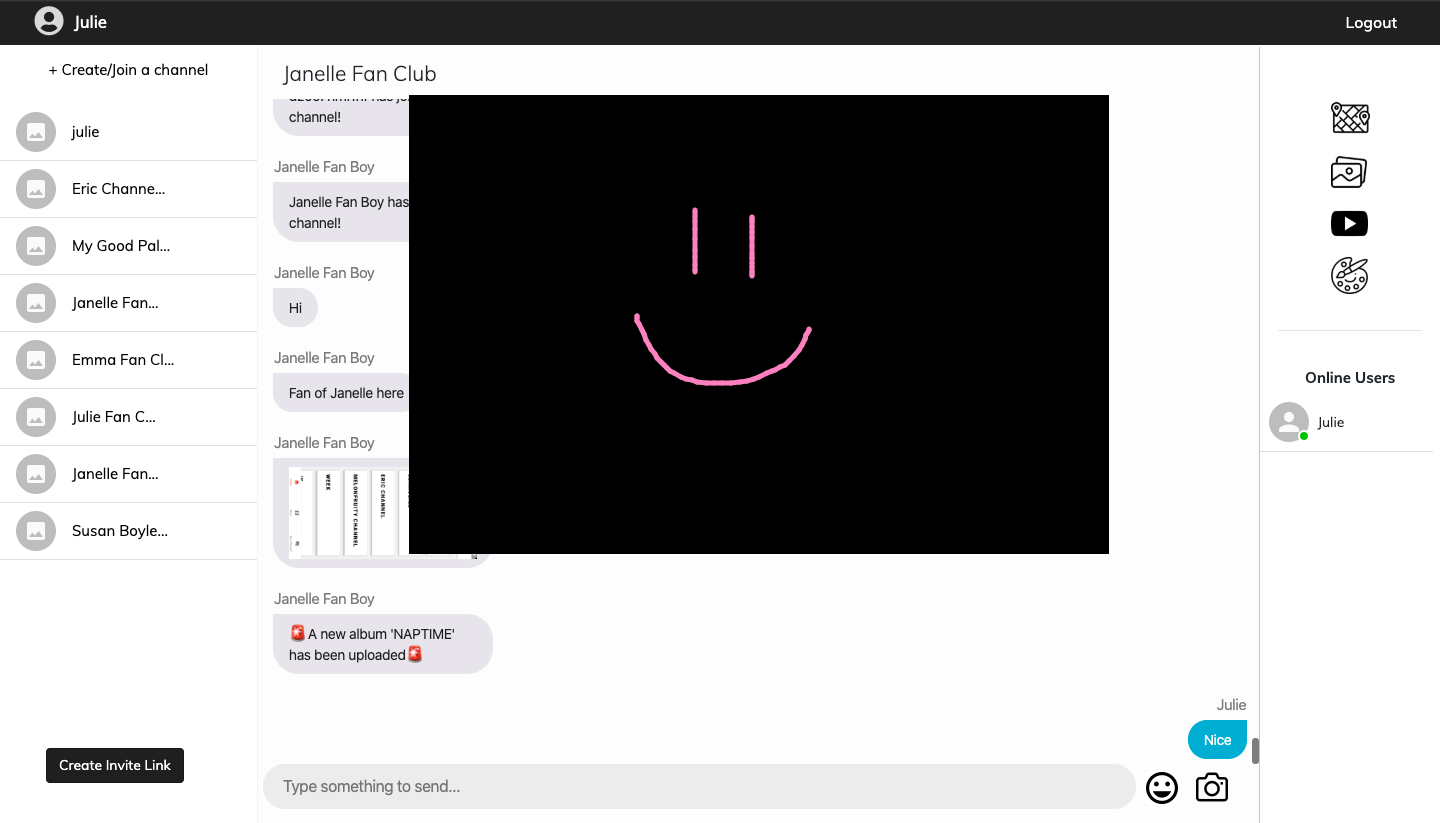 Julie
Logout
+ Create/Join a channel
julie
Eric Channe...
My Good Pal...
Janelle Fan...
Emma Fan Cl...
Julie Fan C...
Janelle Fan...
Susan Boyle...
Create Invite Link
Janelle Fan Club
channel!
Janelle Fan Boy
Janelle Fan Boy has
channel!
Janelle Fan Boy
Hi
Janelle Fan Boy
Fan of Janelle here
Janelle Fan Boy
WEEK
MELONFRUITY CHANNEL
ERIC CHANNEL
Janelle Fan Boy
🚨A new album 'NAPTIME'
has been uploaded🚨
Julie
Nice
Type something to send...
Online Users
Julie